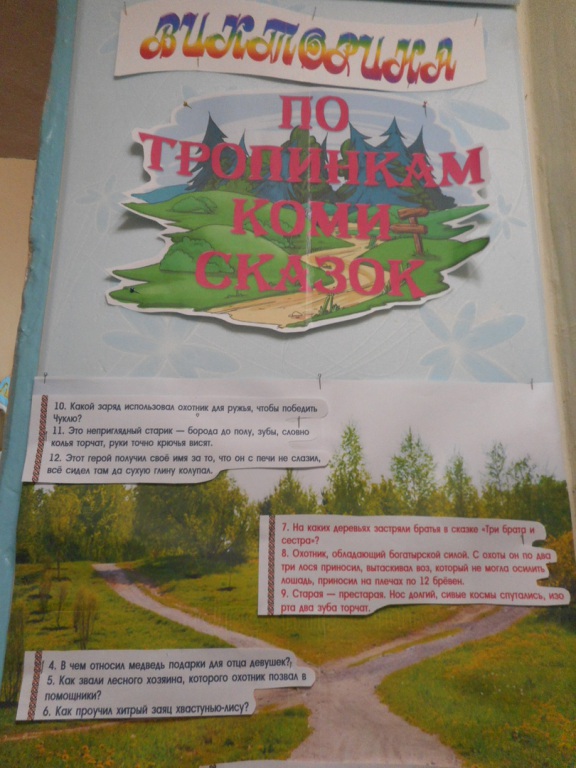 ВИКТОРИНА
ПО
ТРОПИНКАМ
КОМИ
СКАЗОК
10. Какой заряд использовал охотник для ружья, чтобы победить
Чуклю?
11. Это неприглядный старик — борода до полу, зубы, словно
колья торчат, руки точно крючья висят.
12. Этот герой получил своё имя за то, что он с печи не слазил,
всё сидел там да сухую глину колупал.
7. На каких деревьях застряли братья в сказке «Три брата и
сестра»?
8. Охотник, обладающий богатырской силой. С охоты он по два
три лося приносил, вытаскивал воз, который не могла осилить
лошадь, приносил на плечах по 12 брёвен.
9. Старая — престарая. Нос долгий, сивые космы спутались, изо
рта два зуба торчат.
4. В чем относил медведь подарки для отца девушек?
5. Как звали лесного хозяина, которого охотник позвал в
помощники?
6. Как проучил хитрый заяц хвастунью-лису?